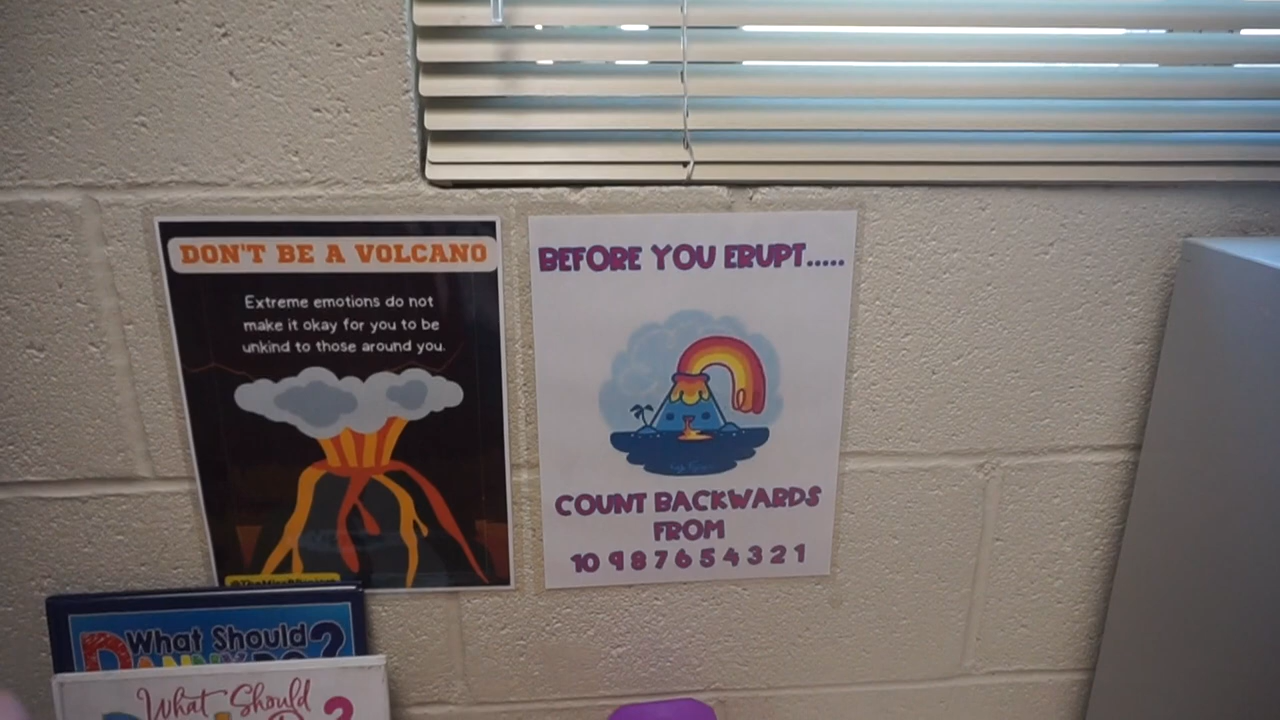 DON'T BE A VOLCANO
Extreme emotions do not
make it okay for you to be
unkind to those around you.
BEFORE YOU ERUPT.....
COUNT BACKWARDS
FROM
10 9 8 7 6 5 4 3 2 1
What Should
DANNY DO?
What Should